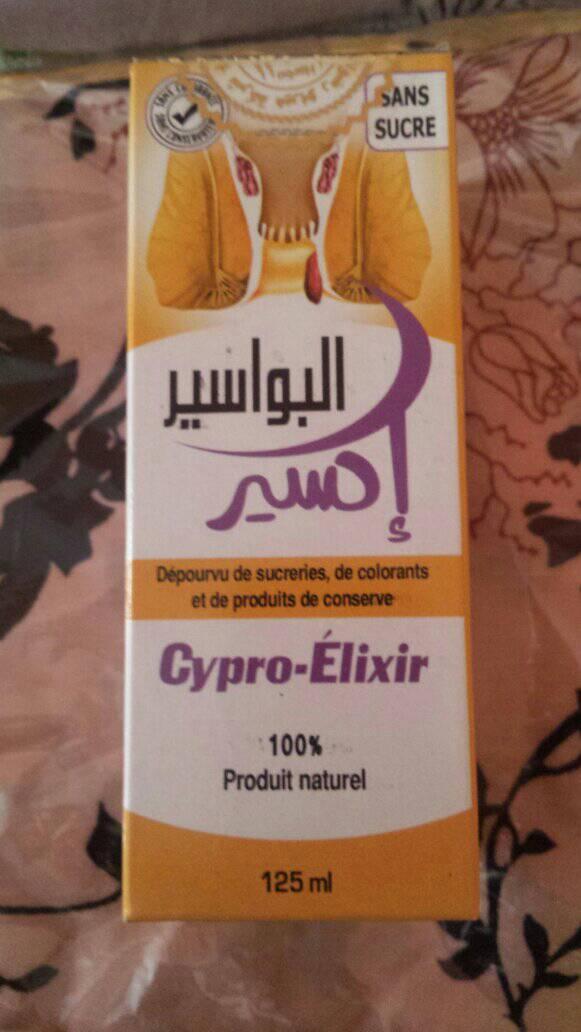 SANS
SUCRE
البواسير
إكسير
Dépourvu de sucreries, de colorants
et de produits de conserve
Cypro-Élixir
100%
Produit naturel
125 ml